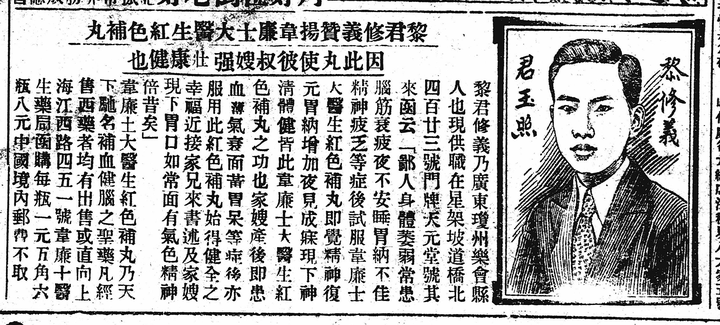 黎君修義贊揚韋廉士大醫生紅色補丸
因此丸使彼叔嫂强壯康健也
黎修義
君玉照
黎君修義乃廣東瓊州樂會縣
人也現供職在星架坡道橋北
四百廿三號門牌天元堂號其
來函云「鄙人身體萎弱常患
腦筋衰疲夜不安睡胃納不佳
精神疲乏等症後試服韋廉士
大醫生紅色補丸即覺精神復
元胃納增加夜見成寐現下神
清體健皆此韋廉士大醫生紅
色補丸之功也家嫂產後即患
血薄氣衰面黃胃呆等症後亦
服用此紅色補丸始得健全之
幸福近接家兄來書述及家嫂
現下胃口如常面有氣色精神
倍昔矣」
韋廉士大醫生紅色補丸乃天
下馳名補血健腦之聖藥凡經
售西藥者均有出售或直向上
海江西路四五一號韋廉士醫
生藥局函購每瓶一元五角六
瓶八元中國境內郵費不取